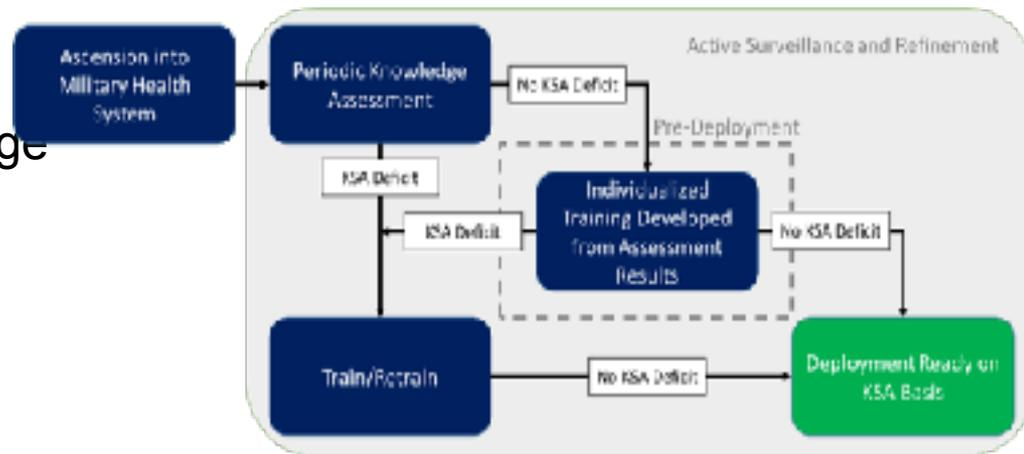 Ascension into
Military Health
System
ge
Periodic Knowledge
Assessment
No KSA Deficit
Active Surveillance and Refinement
Pre-Deployment
KSA Deficit
Individualized
Training Developed
from Assessment
Results
KSA Deficit
No KSA Deficit
Train/Retrain
No KSA Deficit
Deployment Ready on
KSA Basis